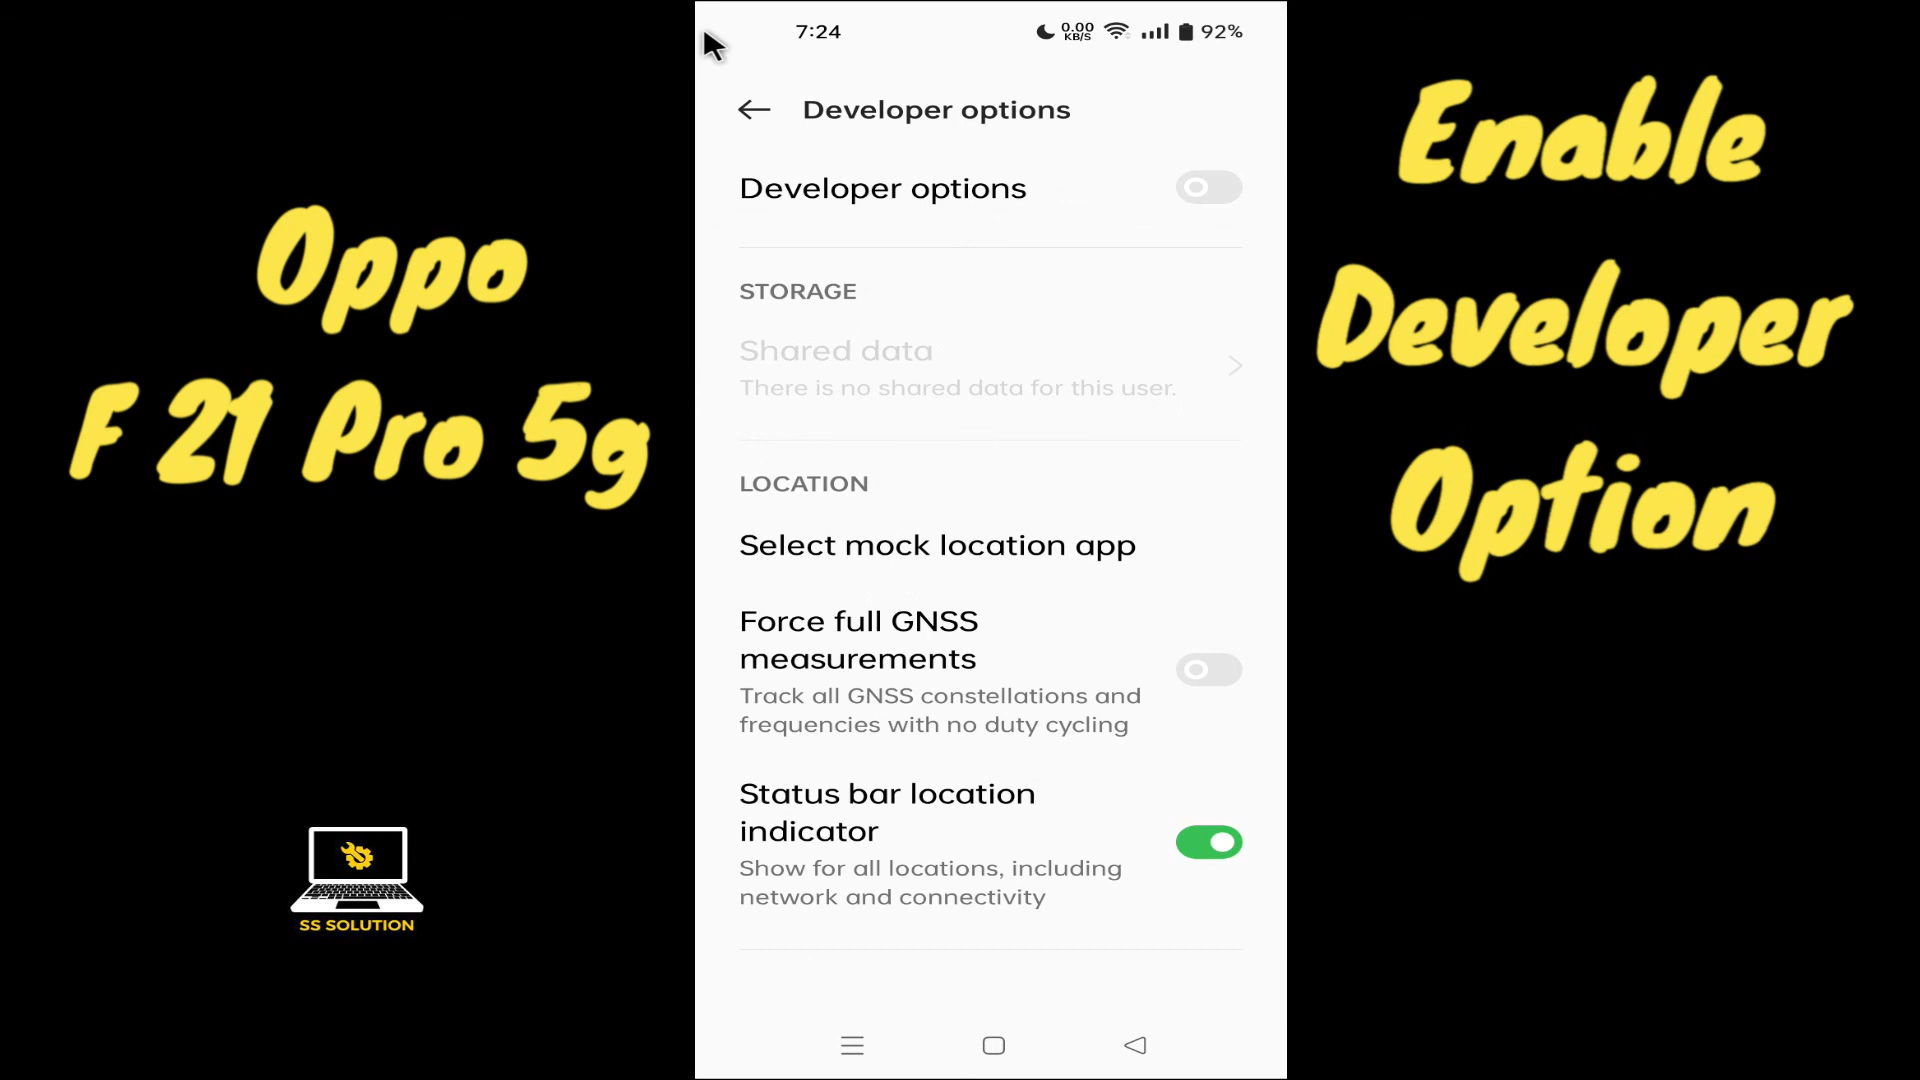 Oppo
F 21 Pro 5g
SS SOLUTION
7:24
0.00
KB/S
92%
Developer options
Developer options
STORAGE
Shared data
There is no shared data for this user.
LOCATION
Select mock location app
Force full GNSS
measurements
Track all GNSS constellations and
frequencies with no duty cycling
Status bar location
indicator
Show for all locations, including
network and connectivity
Enable
Developer
Option